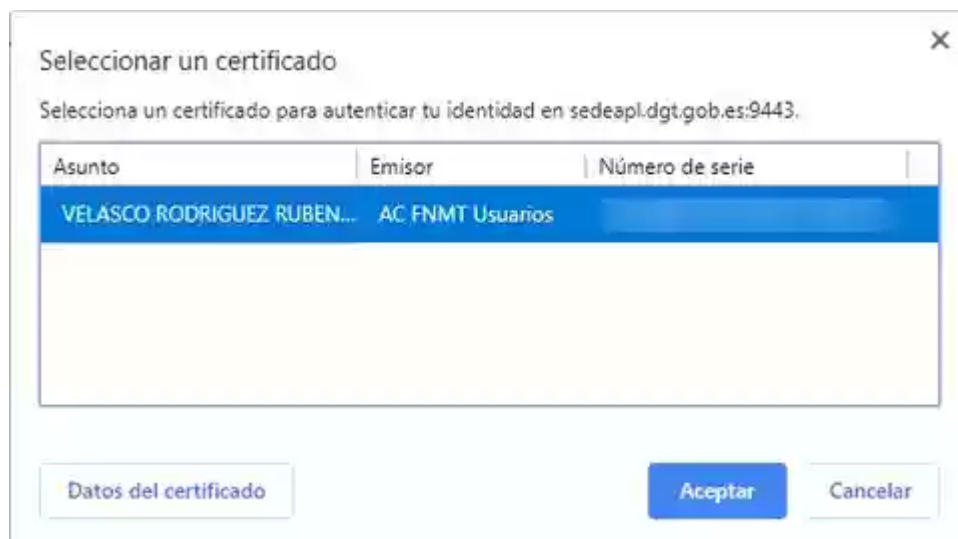 Seleccionar un certificado
Selecciona un certificado para autenticar tu identidad en sedeapl.dgt.gob.es:9443.
Asunto Emisor Número de serie
VELASCO RODRIGUEZ RUBEN... AC FNMT Usuarios
Datos del certificado Aceptar Cancelar